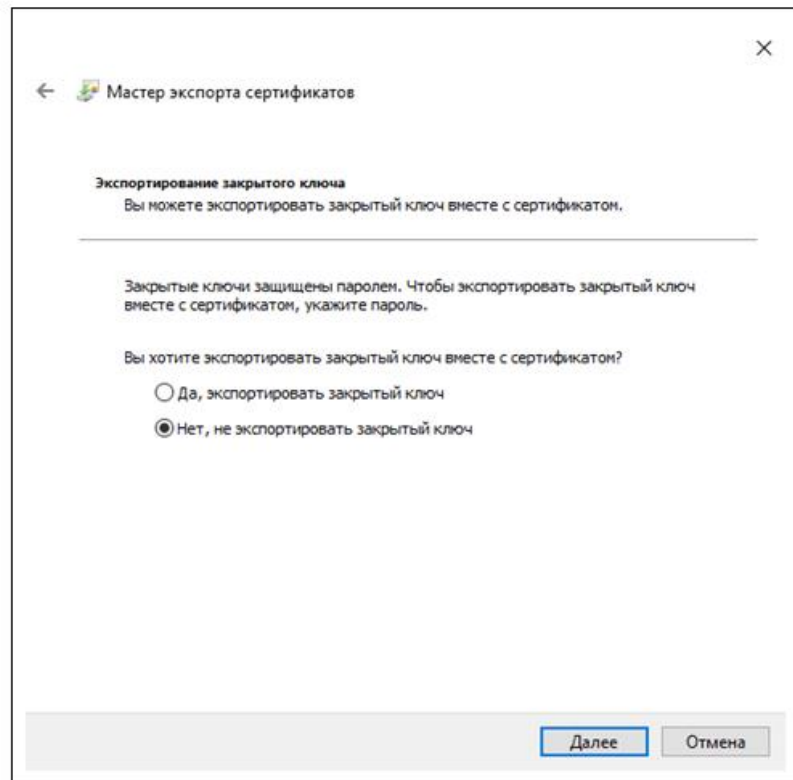 Мастер экспорта сертификатов
Экспортирование закрытого ключа
Вы можете экспортировать закрытый ключ вместе с сертификатом.
Закрытые ключи защищены паролем. Чтобы экспортировать закрытый ключ
вместе с сертификатом, укажите пароль.
Вы хотите экспортировать закрытый ключ вместе с сертификатом?
Да, экспортировать закрытый ключ
Нет, не экспортировать закрытый ключ
Далее Отмена